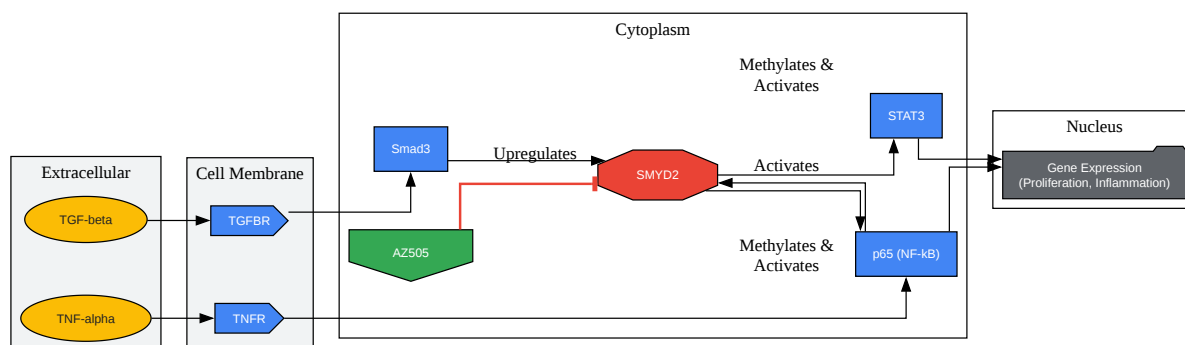 Extracellular
TGF-beta
TNF-alpha
Cell Membrane
TGFBR
TNFR
Cytoplasm
Methylates &
Activates
STAT3
Smad3
Upregulates
SMYD2
Activates
AZ505
Methylates &
Activates
p65 (NF-kB)
Nucleus
Gene Expression
(Proliferation, Inflammation)